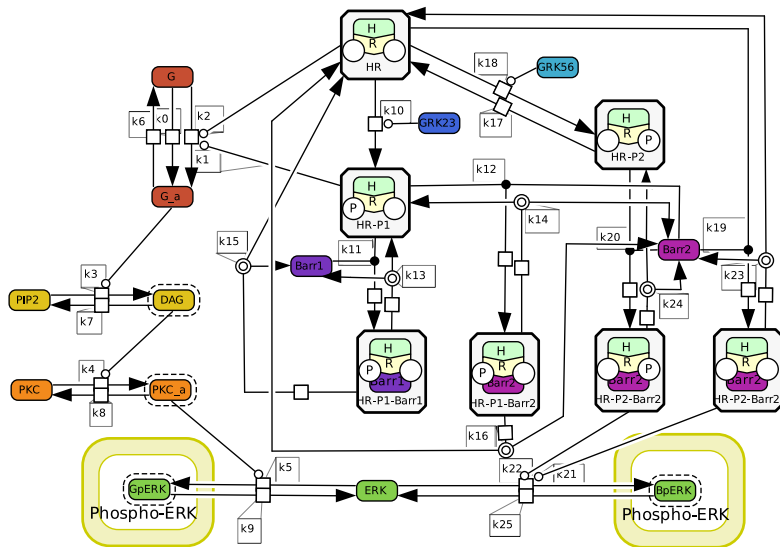 H
R
HR
k18
GRK56
G
k6
k0
k2
k10
GRK23
k17
H
R
P
HR-P2
k1
k12
G_a
H
R
P
HR-P1
k14
k15
k11
k20
k19
Barr1
Barr2
k3
k13
k23
k24
PIP2
DAG
k7
H
R
P
Barr1
HR-P1-Barr1
H
R
P
Barr2
HR-P1-Barr2
H
R
P
Barr2
HR-P2-Barr2
H
R
Barr2
HR-P2-Barr2
k4
PKC
PKC_a
k8
k16
k5
k22
k21
GpERK
ERK
BpERK
Phospho-ERK
Phospho-ERK
k9
k25